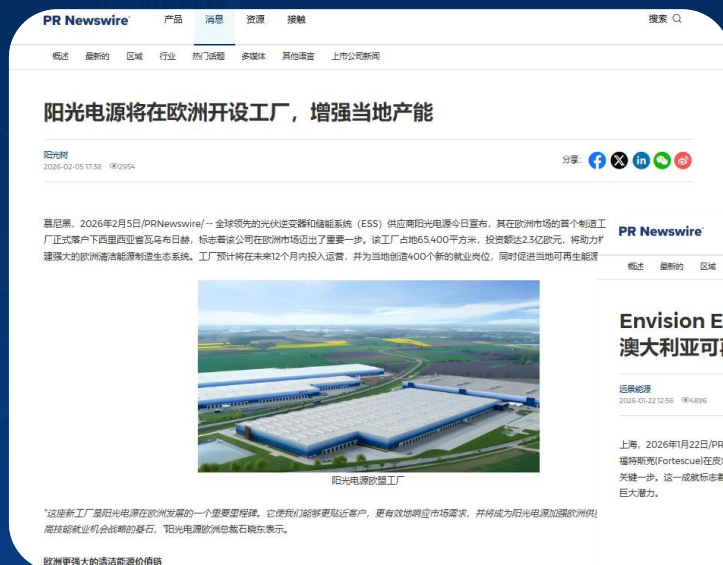 PR Newswire 产品 消息 资源 接触 搜索
概述 最新的 区域 行业 热门话题 多媒体 其他语言 上市公司新闻
阳光电源将在欧洲开设工厂，增强当地产能
阳光树
2026-02-05 17:38 2954
分享:
慕尼黑，2026年2月5日/PRNewswire/ -- 全球领先的光伏逆变器和储能系统（ESS）供应商阳光电源今日宣布，其在欧洲市场的首个制造工
厂正式落户下西里西亚省瓦乌布日赫，标志着该公司在欧洲市场迈出了重要一步。该工厂占地65,400平方米，投资额达2.3亿欧元，将助力构
建强大的欧洲清洁能源制造生态系统。工厂预计将在未来12个月内投入运营，并为当地创造400个新的就业岗位，同时促进当地可再生能源
阳光电源欧盟工厂
"这座新工厂是阳光电源在欧洲发展的一个重要里程碑。它使我们能够更贴近客户，更有效地响应市场需求，并将成为阳光电源加强欧洲供
高技能就业机会战略的基石，"阳光电源欧洲总裁石晓东表示。
欧洲更强大的清洁能源价值链
PR Newswire
概述 最新的 区域
Envision E
澳大利亚可
远景能源
2026-01-22 12:56 4896
上海，2026年1月22日/PR
福特斯克(Fortescue)在皮
关键一步。这一成就标志着
巨大潜力。